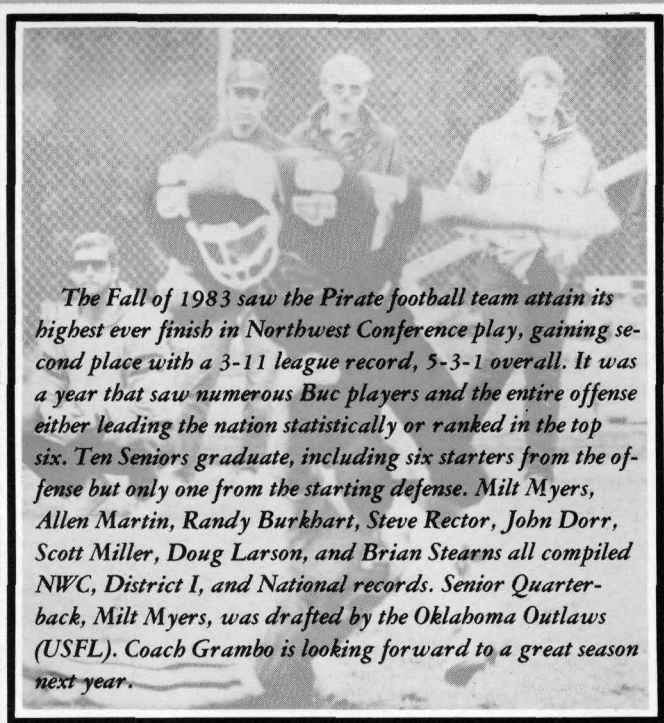 The Fall of 1983 saw the Pirate football team attain its
highest ever finish in Northwest Conference play, gaining se-
cond place with a 3-11 league record, 5-3-1 overall. It was
a year that saw numerous Buc players and the entire offense
either leading the nation statistically or ranked in the top
six. Ten Seniors graduate, including six starters from the of-
fense but only one from the starting defense. Milt Myers,
Allen Martin, Randy Burkhart, Steve Rector, John Dorr,
Scott Miller, Doug Larson, and Brian Stearns all compiled
NWC, District I, and National records. Senior Quarter-
back, Milt Myers, was drafted by the Oklahoma Outlaws
(USFL). Coach Grambo is looking forward to a great season
next year.